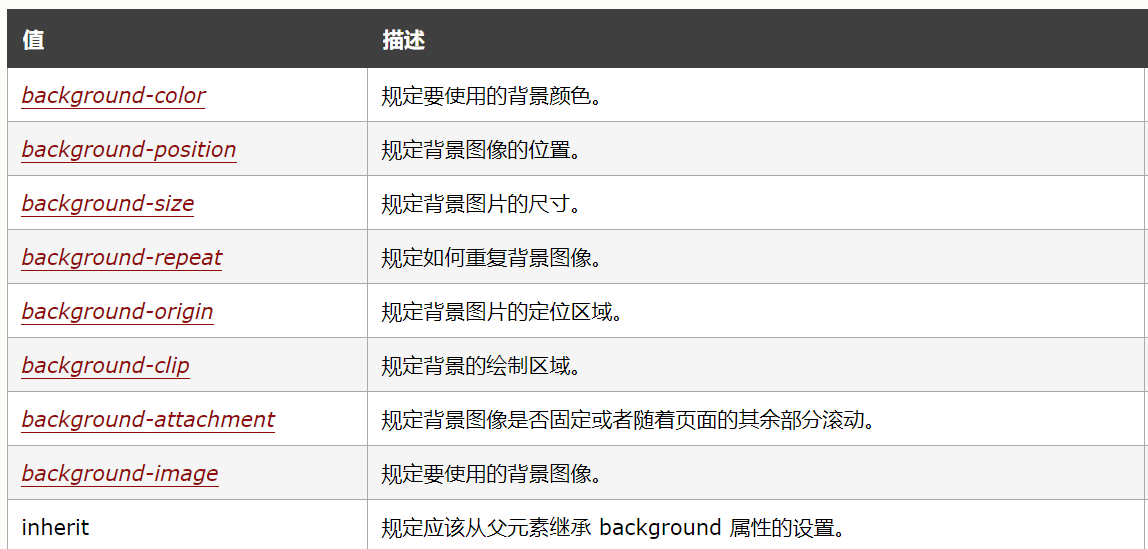 值 描述
background-color 规定要使用的背景颜色。
background-position 规定背景图像的位置。
background-size 规定背景图片的尺寸。
background-repeat 规定如何重复背景图像。
background-origin 规定背景图片的定位区域。
background-clip 规定背景的绘制区域。
background-attachment 规定背景图像是否固定或者随着页面的其余部分滚动。
background-image 规定要使用的背景图像。
inherit 规定应该从父元素继承 background 属性的设置。